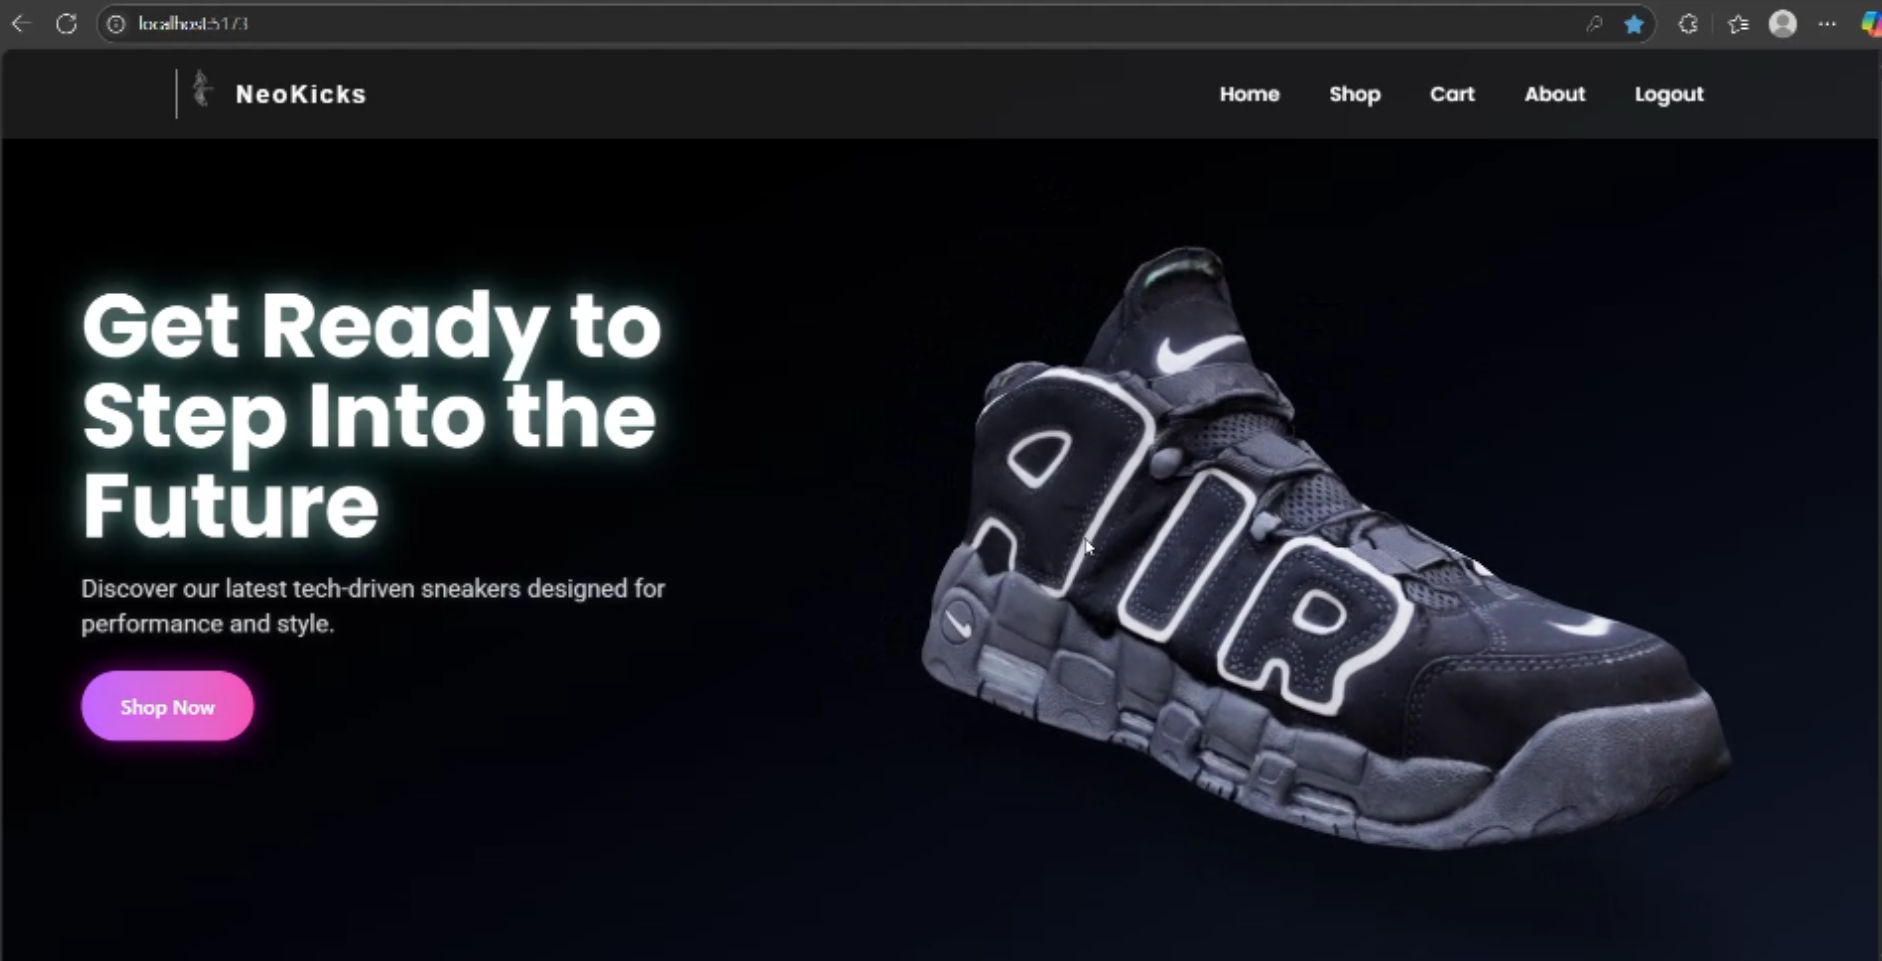 localhost:5173
NeoKicks
Home
Shop
Cart
About
Logout
Get Ready to
Step Into the
Future
Discover our latest tech-driven sneakers designed for
performance and style.
Shop Now
AIR